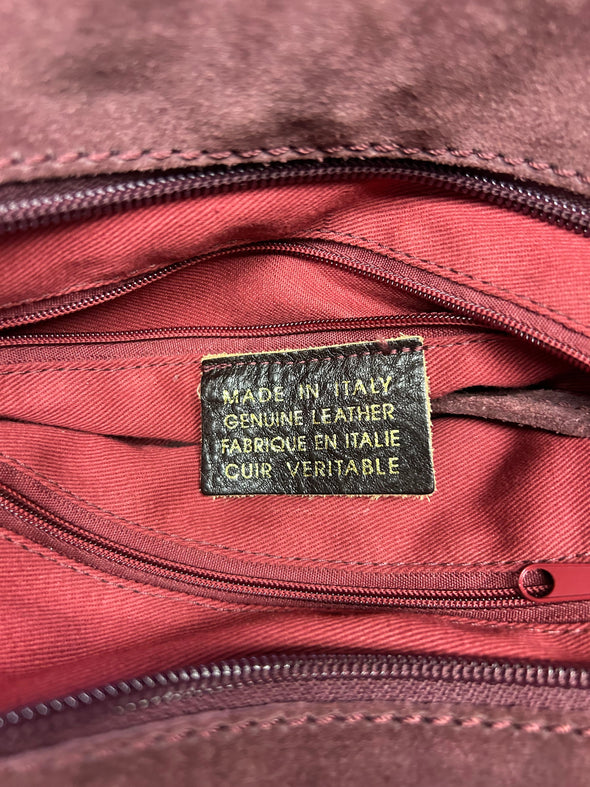 MADE IN ITALY
GENUINE LEATHER
FABRIQUE EN ITALIE
CUIR VERITABLE